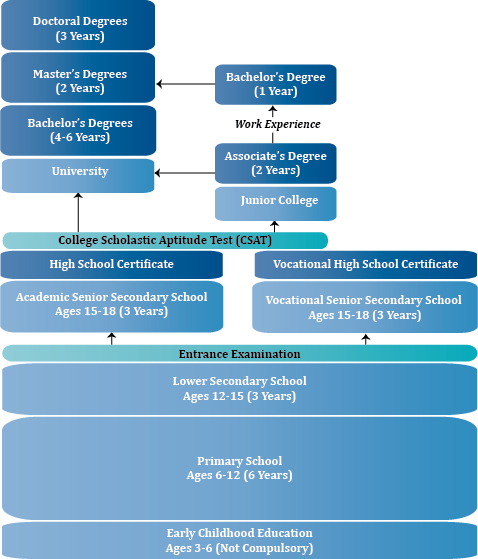 Doctoral Degrees
(3 Years)
Master's Degrees
(2 Years)
Bachelor's Degree
(1 Year)
Bachelor's Degrees
(4-6 Years)
Work Experience
University
Associate's Degree
(2 Years)
Junior College
College Scholastic Aptitude Test (CSAT)
High School Certificate
Vocational High School Certificate
Academic Senior Secondary School
Ages 15-18 (3 Years)
Vocational Senior Secondary School
Ages 15-18 (3 Years)
Entrance Examination
Lower Secondary School
Ages 12-15 (3 Years)
Primary School
Ages 6-12 (6 Years)
Early Childhood Education
Ages 3-6 (Not Compulsory)